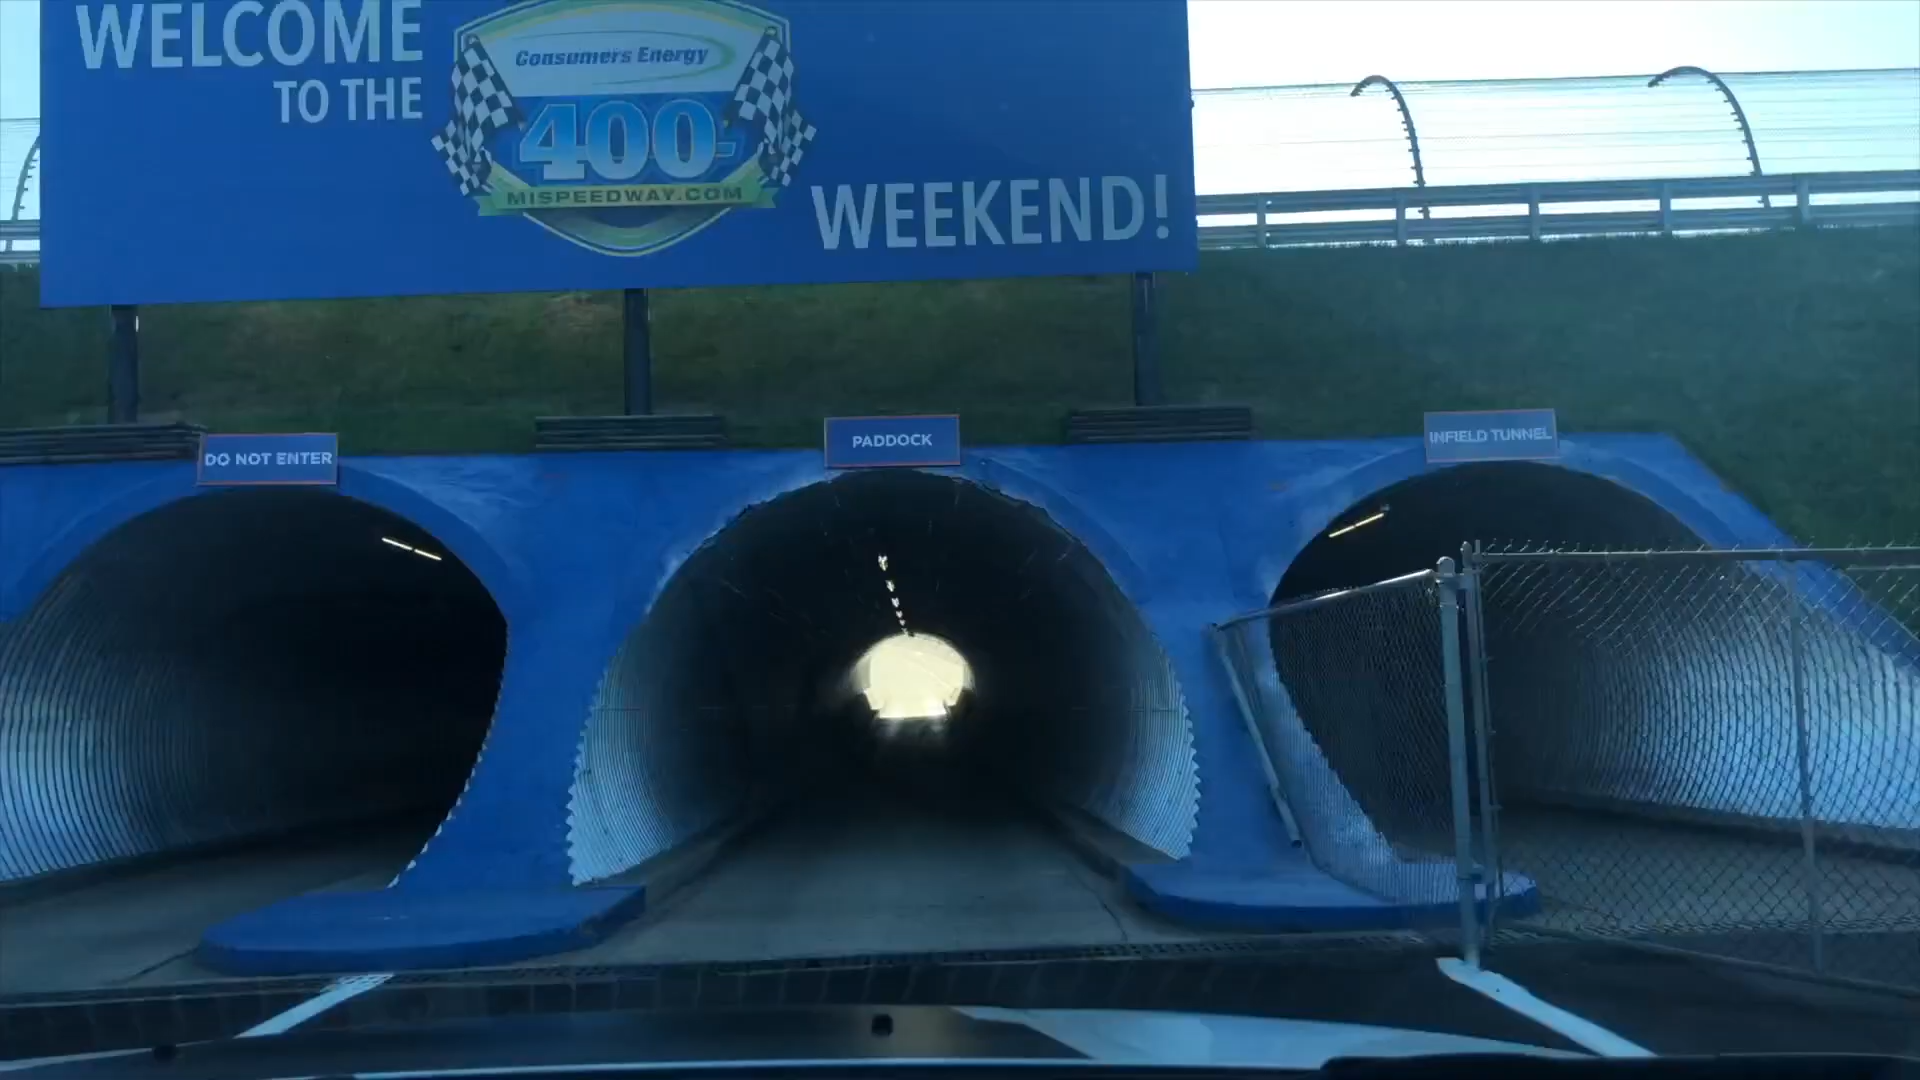 WELCOME
TO THE
Consumers Energy
400
MISPEEDWAY.COM
WEEKEND!
DO NOT ENTER
PADDOCK
INFIELD TUNNEL